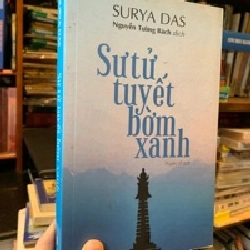 SURYA DAS
Nguyễn Tường Bách dịch
Sư tử
tuyết
bờm
xanh